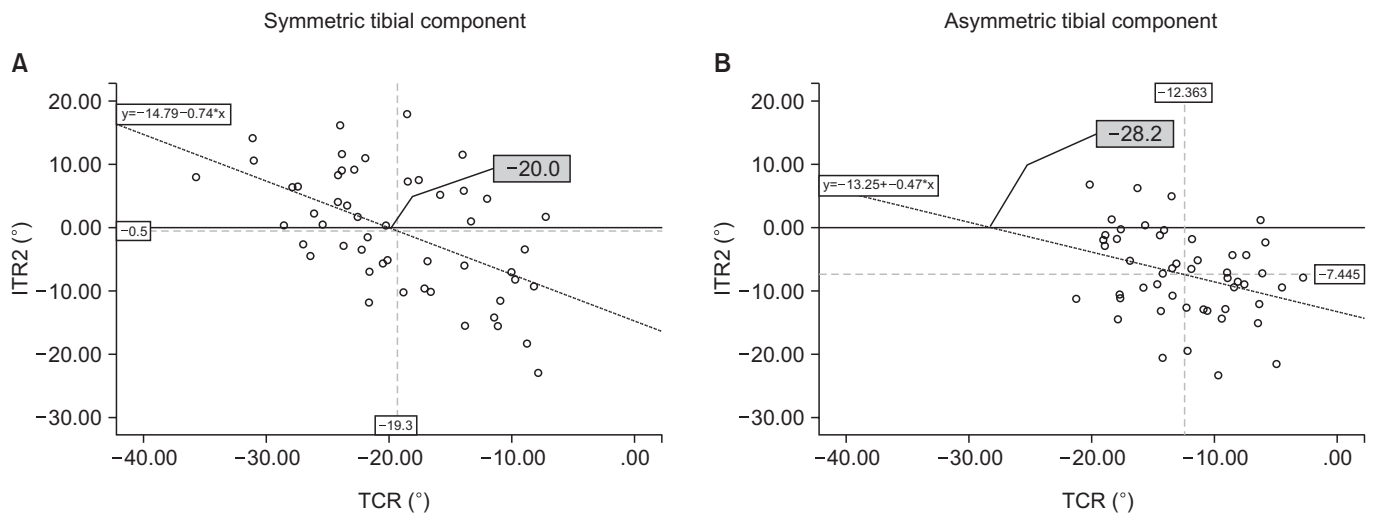 Symmetric tibial component
Asymmetric tibial component
A
20.00
10.00
0.00
−10.00
−20.00
−30.00
ITR2 (°)
y=−14.79−0.74*x
−20.0
−0.5
−19.3
−40.00 −30.00 −20.00 −10.00 .00
TCR (°)
B
20.00
10.00
0.00
−10.00
−20.00
−30.00
ITR2 (°)
−12.363
−28.2
y=−13.25+−0.47*x
−7.445
−40.00 −30.00 −20.00 −10.00 .00
TCR (°)